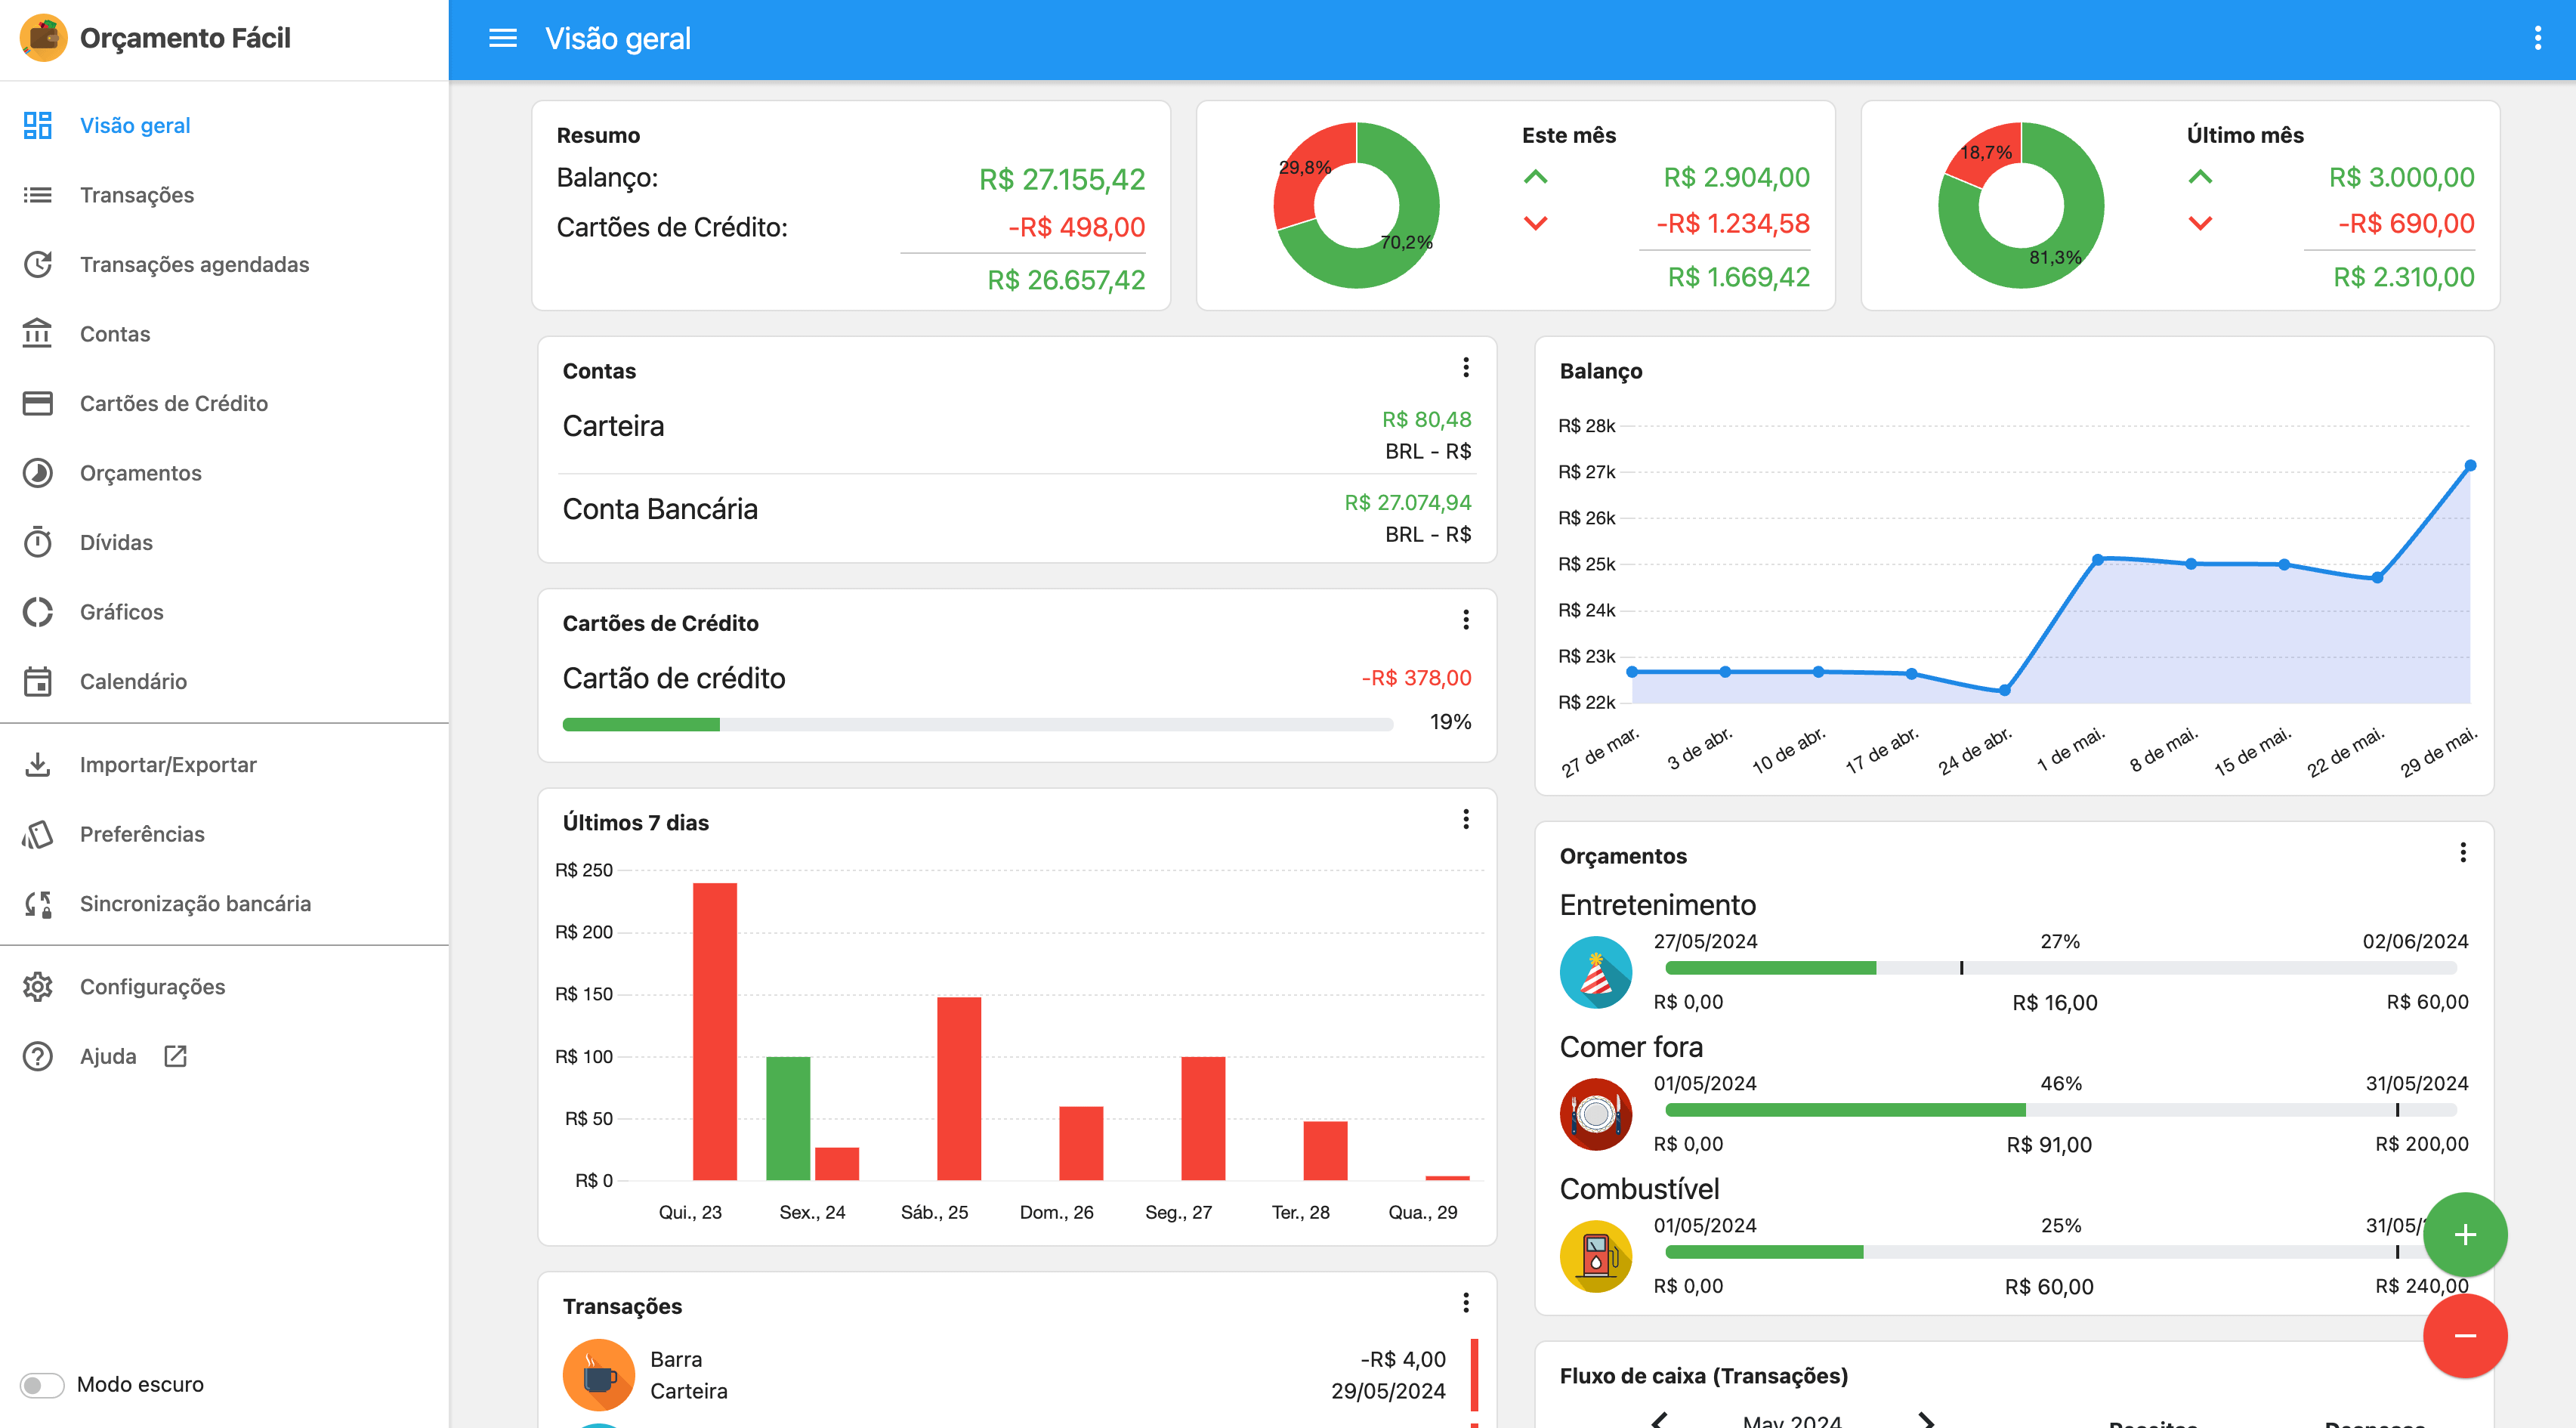 Orçamento Fácil
Visão geral
Transações
Transações agendadas
Contas
Cartões de Crédito
Orçamentos
Dívidas
Gráficos
Calendário
Importar/Exportar
Preferências
Sincronização bancária
Configurações
Ajuda
Modo escuro
Visão geral
Resumo
Balanço: R$ 27.155,42
Cartões de Crédito: -R$ 498,00
R$ 26.657,42
29,8%
70,2%
Este mês
R$ 2.904,00
-R$ 1.234,58
R$ 1.669,42
18,7%
81,3%
Último mês
R$ 3.000,00
-R$ 690,00
R$ 2.310,00
Contas
Carteira R$ 80,48
BRL - R$
Conta Bancária R$ 27.074,94
BRL - R$
Cartões de Crédito
Cartão de crédito -R$ 378,00
19%
Últimos 7 dias
R$ 250
R$ 200
R$ 150
R$ 100
R$ 50
R$ 0
Qui., 23 Sex., 24 Sáb., 25 Dom., 26 Seg., 27 Ter., 28 Qua., 29
Transações
Barra -R$ 4,00
Carteira 29/05/2024
Balanço
R$ 28k
R$ 27k
R$ 26k
R$ 25k
R$ 24k
R$ 23k
R$ 22k
27 de mar. 3 de abr. 10 de abr. 17 de abr. 24 de abr. 1 de mai. 8 de mai. 15 de mai. 22 de mai. 29 de mai.
Orçamentos
Entretenimento
27/05/2024 27% 02/06/2024
R$ 0,00 R$ 16,00 R$ 60,00
Comer fora
01/05/2024 46% 31/05/2024
R$ 0,00 R$ 91,00 R$ 200,00
Combustível
01/05/2024 25% 31/05/
R$ 0,00 R$ 60,00 R$ 240,00
Fluxo de caixa (Transações)
May 2024 Receitas Despesas